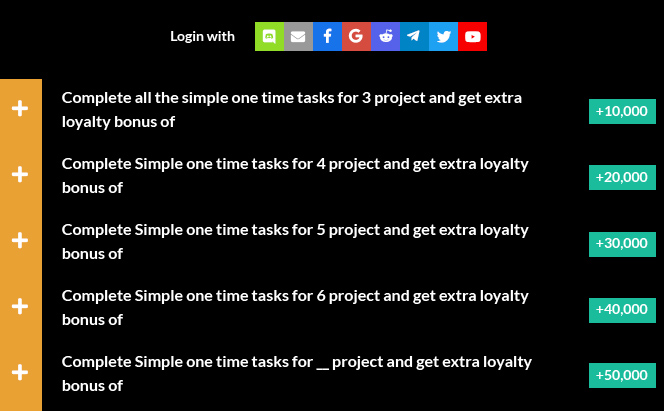 Login with
Complete all the simple one time tasks for 3 project and get extra
loyalty bonus of
+10,000
Complete Simple one time tasks for 4 project and get extra loyalty
bonus of
+20,000
Complete Simple one time tasks for 5 project and get extra loyalty
bonus of
+30,000
Complete Simple one time tasks for 6 project and get extra loyalty
bonus of
+40,000
Complete Simple one time tasks for __ project and get extra loyalty
bonus of
+50,000